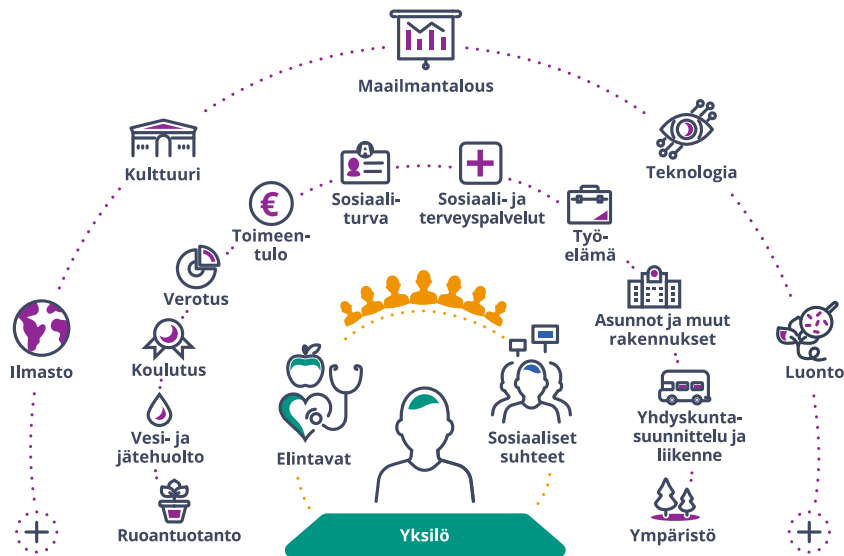 Maailmantalous
Kulttuuri
Teknologia
Sosiaali-
turva
Sosiaali- ja
terveyspalvelut
Toimeen-
tulo
Työ-
elämä
Verotus
Asunnot ja muut
rakennukset
Ilmasto
Koulutus
Luonto
Vesi- ja
jätehuolto
Elintavat
Sosiaaliset
suhteet
Yhdyskunta-
suunnittelu ja
liikenne
Ruoantuotanto
Yksilö
Ympäristö